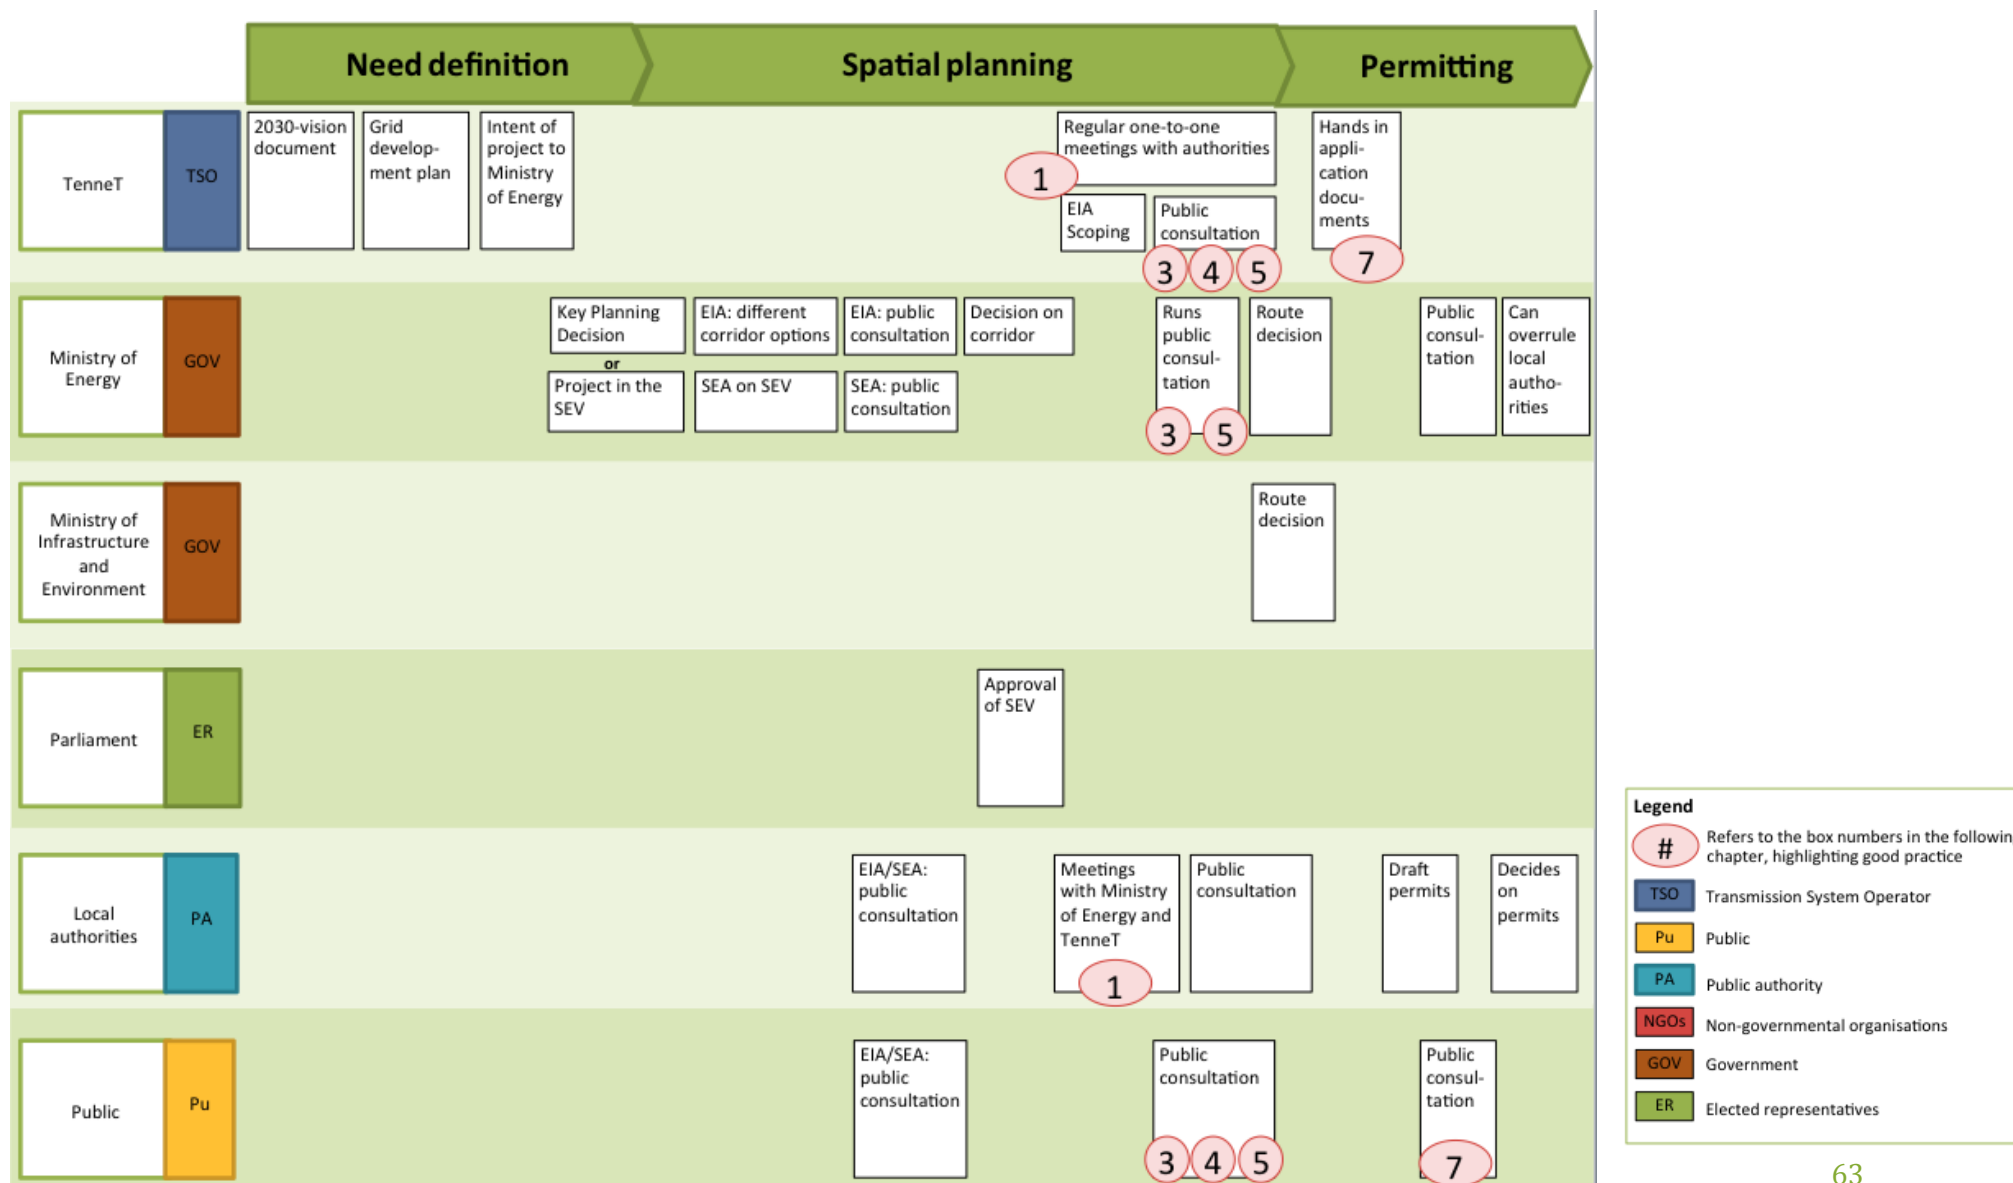 Need definition
Spatial planning
Permitting
TenneT
TSO
2030-vision
document
Grid
develop-
ment plan
Intent of
project to
Ministry
of Energy
Regular one-to-one
meetings with authorities
1
EIA
Scoping
Public
consultation
3
4
5
Hands in
appli-
cation
docu-
ments
7
Ministry of
Energy
GOV
Key Planning
Decision
or
Project in the
SEV
EIA: different
corridor options
SEA on SEV
EIA: public
consultation
SEA: public
consultation
Decision on
corridor
Runs
public
consul-
tation
3
5
Route
decision
Public
consul-
tation
Can
overrule
local
autho-
rities
Ministry of
Infrastructure
and
Environment
GOV
Route
decision
Parliament
ER
Approval
of SEV
Local
authorities
PA
EIA/SEA:
public
consultation
Meetings
with Ministry
of Energy and
TenneT
1
Public
consultation
Draft
permits
Decides
on
permits
Public
Pu
EIA/SEA:
public
consultation
Public
consultation
3
4
5
Public
consul-
tation
7
Legend
# Refers to the box numbers in the followin
chapter, highlighting good practice
TSO Transmission System Operator
Pu Public
PA Public authority
NGOs Non-governmental organisations
GOV Government
ER Elected representatives
63